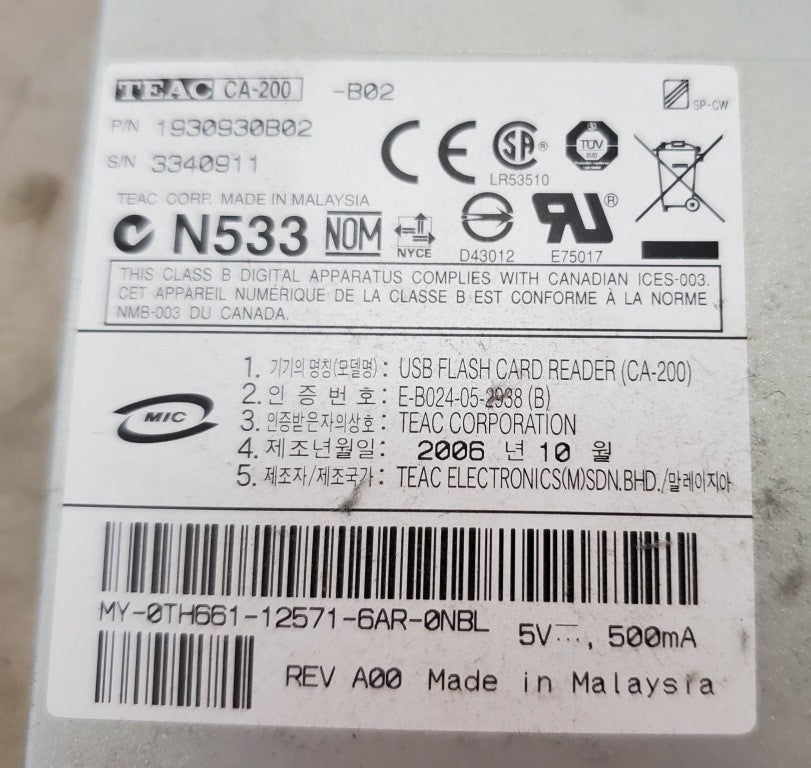 TEAC CA-200 -B02
SP-CW
P/N 1930930B02
S/N 3340911
CE SA ® TUV SUD
LR53510
TEAC CORP. MADE IN MALAYSIA
N533 NOM NYCE D43012 E75017 ®
THIS CLASS B DIGITAL APPARATUS COMPLIES WITH CANADIAN ICES-003.
CET APPAREIL NUMÉRIQUE DE LA CLASSE B EST CONFORME À LA NORME
NMB-003 DU CANADA.
MIC
1. 기기의 명칭(모델명) : USB FLASH CARD READER (CA-200)
2. 인 증 번 호 : E-B024-05-2938 (B)
3. 인증받은자의상호 : TEAC CORPORATION
4. 제조년월일 : 2006 년 10 월
5. 제조자/제조국가 : TEAC ELECTRONICS(M)SDN.BHD./말레이지아
MY-0TH661-12571-6AR-0NBL 5V⎓, 500mA
REV A00 Made in Malaysia